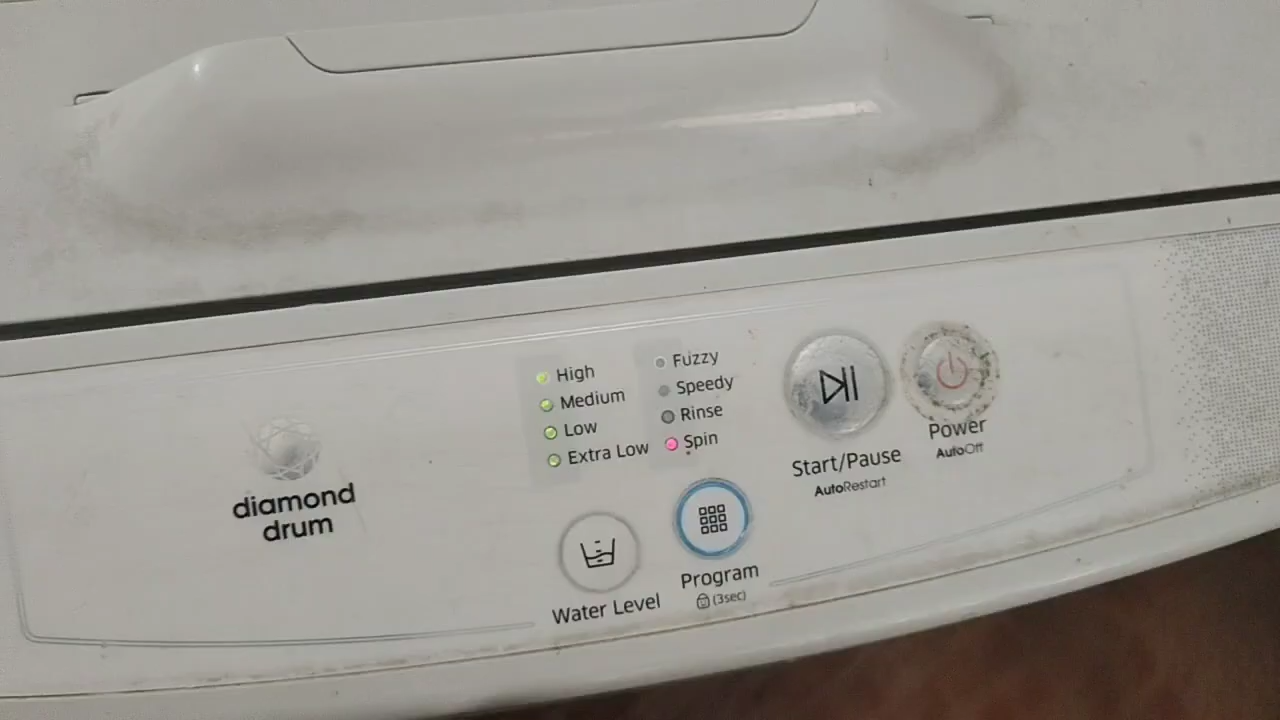 diamond
drum
High
Medium
Low
Extra Low
Fuzzy
Speedy
Rinse
Spin
Water Level
Program
(3sec)
Start/Pause
AutoRestart
Power
AutoOff